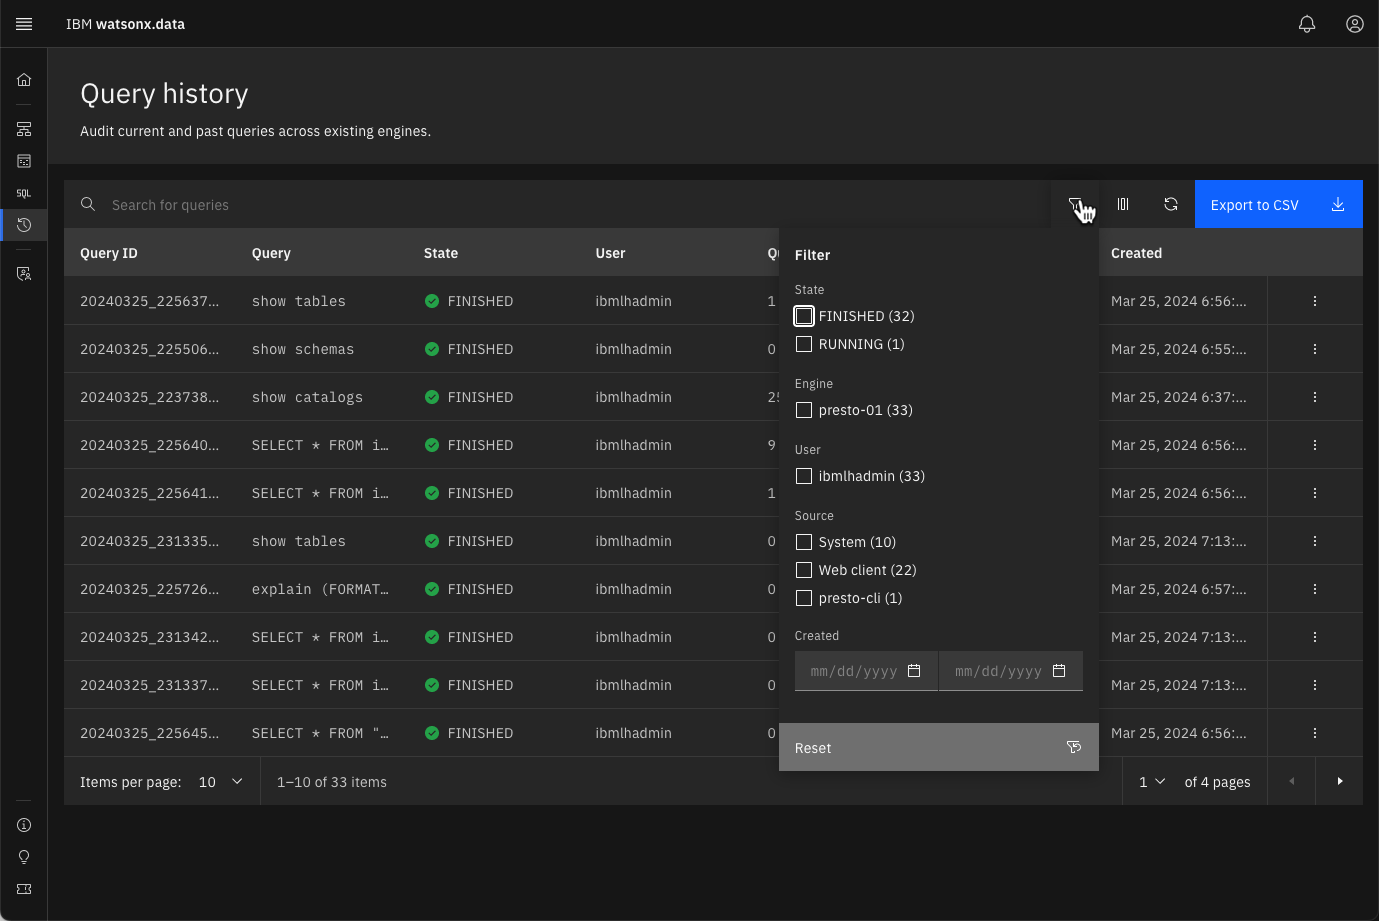 IBM watsonx.data
Query history
Audit current and past queries across existing engines.
SQL
Search for queries
Export to CSV
Query ID Query State User Created
20240325_225637... show tables FINISHED ibmlhadmin 1 Mar 25, 2024 6:56:...
20240325_225506... show schemas FINISHED ibmlhadmin 0 Mar 25, 2024 6:55:...
20240325_223738... show catalogs FINISHED ibmlhadmin Mar 25, 2024 6:37:...
20240325_225640... SELECT * FROM i... FINISHED ibmlhadmin 9 Mar 25, 2024 6:56:...
20240325_225641... SELECT * FROM i... FINISHED ibmlhadmin 1 Mar 25, 2024 6:56:...
20240325_231335... show tables FINISHED ibmlhadmin 0 Mar 25, 2024 7:13:...
20240325_225726... explain (FORMAT... FINISHED ibmlhadmin 0 Mar 25, 2024 6:57:...
20240325_231342... SELECT * FROM i... FINISHED ibmlhadmin 0 Mar 25, 2024 7:13:...
20240325_231337... SELECT * FROM i... FINISHED ibmlhadmin 0 Mar 25, 2024 7:13:...
20240325_225645... SELECT * FROM "... FINISHED ibmlhadmin 0 Mar 25, 2024 6:56:...
Filter
State
FINISHED (32)
RUNNING (1)
Engine
presto-01 (33)
User
ibmlhadmin (33)
Source
System (10)
Web client (22)
presto-cli (1)
Created
mm/dd/yyyy mm/dd/yyyy
Reset
Items per page: 10 1–10 of 33 items 1 of 4 pages